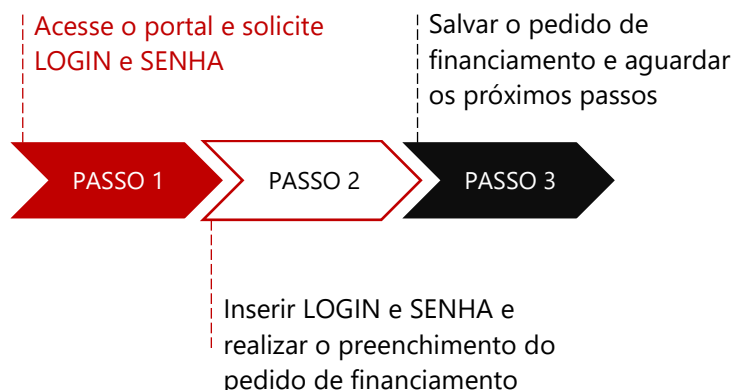 Acesse o portal e solicite
LOGIN e SENHA
Salvar o pedido de
financiamento e aguardar
os próximos passos
PASSO 1
PASSO 2
PASSO 3
Inserir LOGIN e SENHA e
realizar o preenchimento do
pedido de financiamento